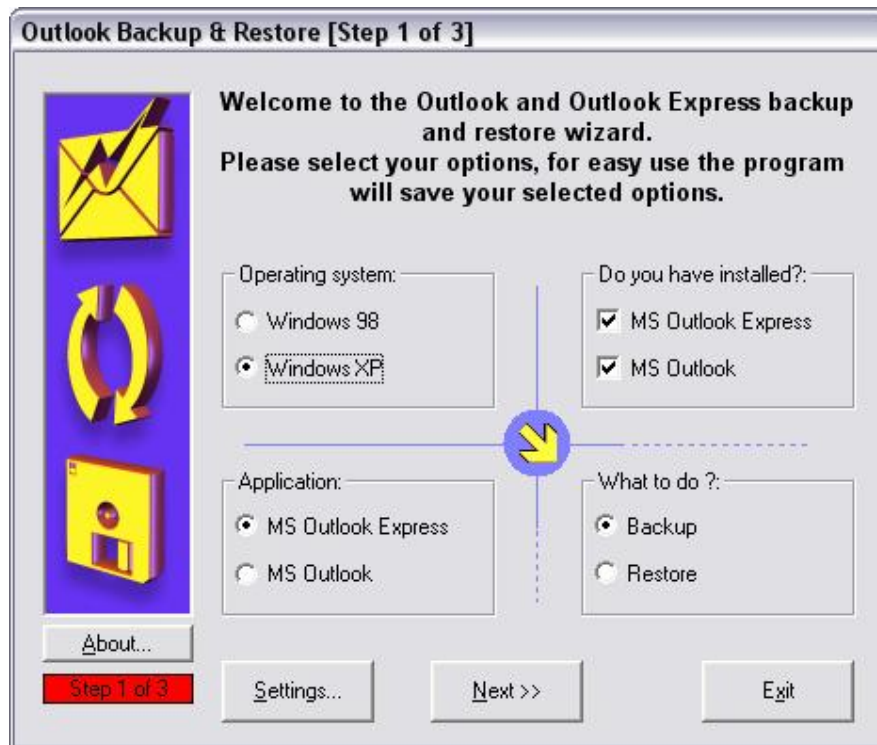 Outlook Backup & Restore [Step 1 of 3]
Welcome to the Outlook and Outlook Express backup
and restore wizard.
Please select your options, for easy use the program
will save your selected options.
Operating system:
Windows 98
Windows XP
Do you have installed?:
MS Outlook Express
MS Outlook
Application:
MS Outlook Express
MS Outlook
What to do ?:
Backup
Restore
About...
Step 1 of 3
Settings...
Next >>
Exit